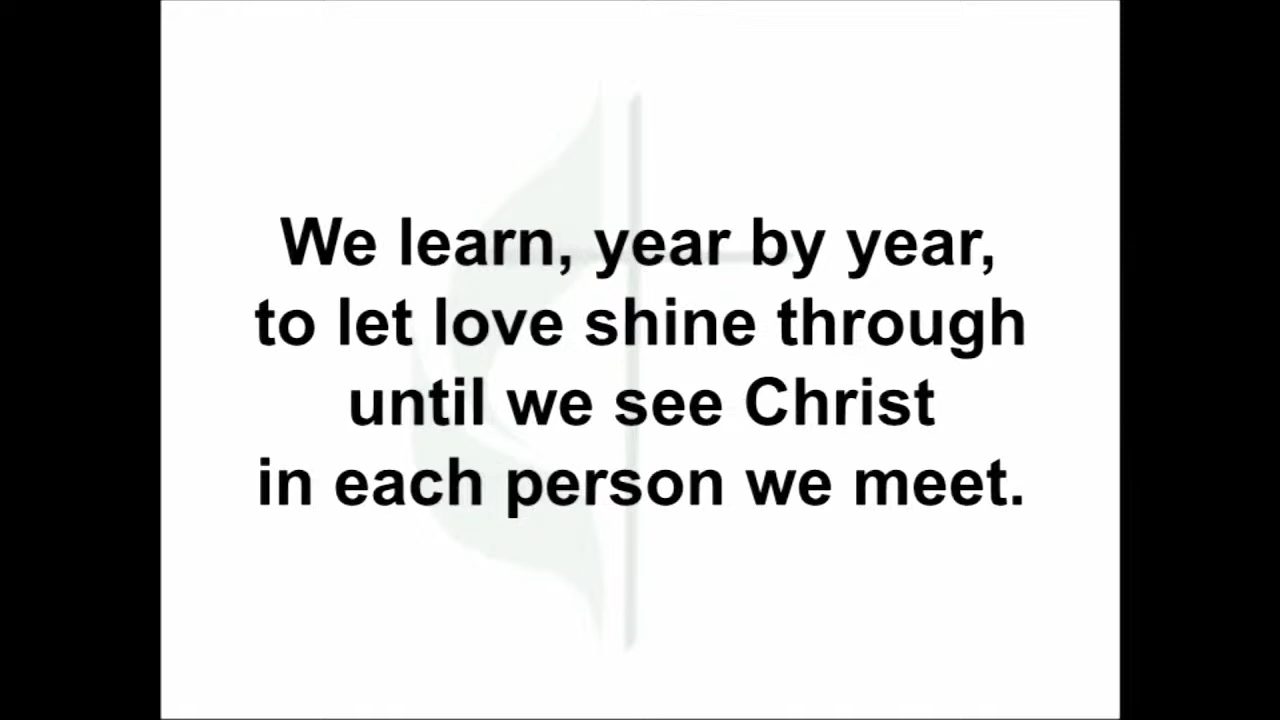 We learn, year by year,
to let love shine through
until we see Christ
in each person we meet.